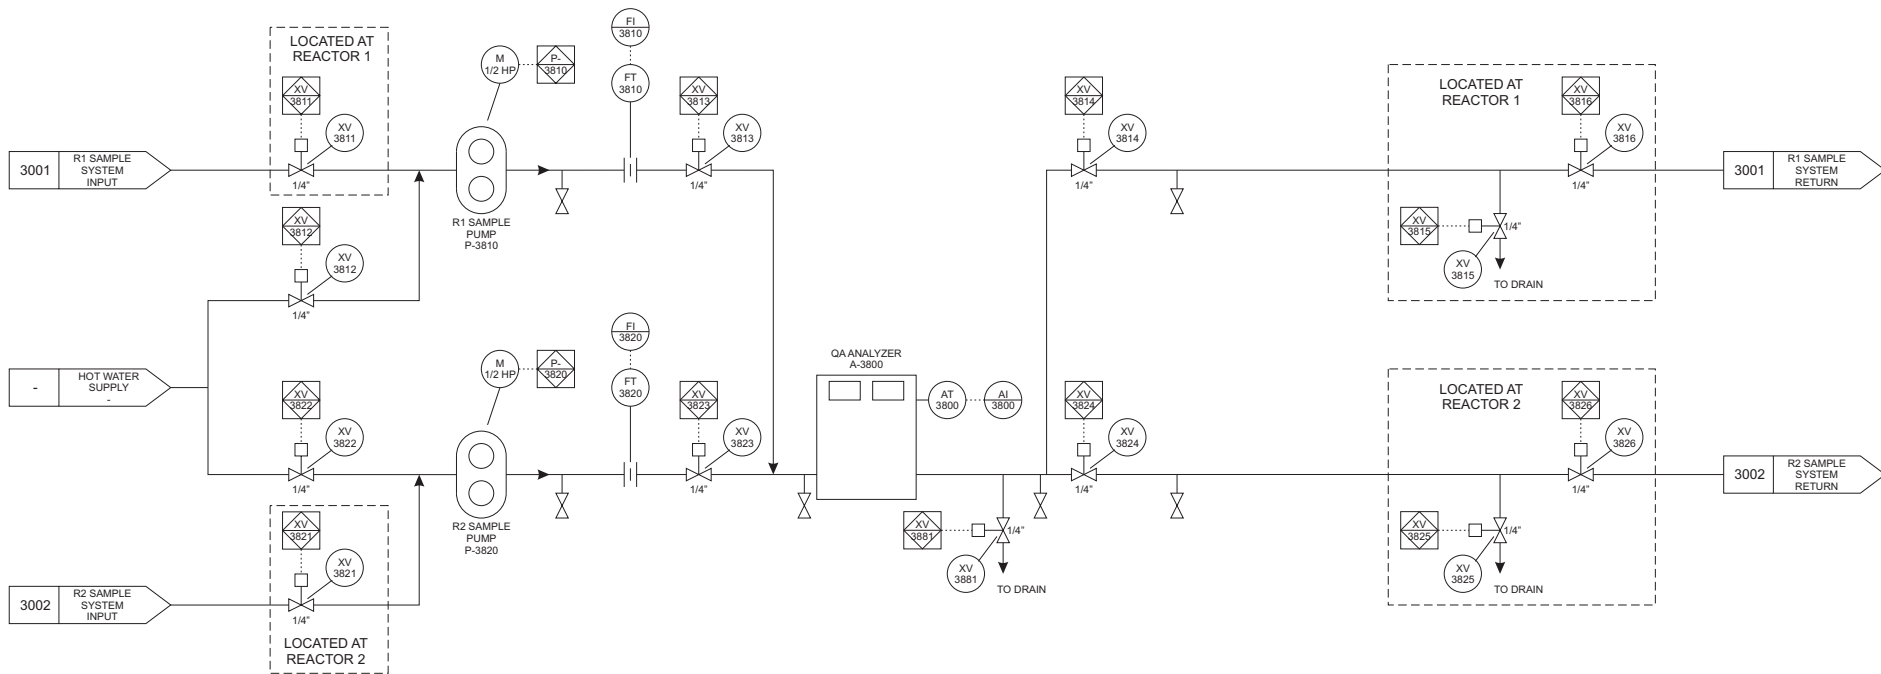 LOCATED AT
REACTOR 1
XV
3811
XV
3811
1/4"
3001
R1 SAMPLE
SYSTEM
INPUT
XV
3812
XV
3812
1/4"
M
1/2 HP
P-
3810
R1 SAMPLE
PUMP
P-3810
FI
3810
FT
3810
XV
3813
XV
3813
1/4"
XV
3814
XV
3814
1/4"
LOCATED AT
REACTOR 1
XV
3816
XV
3816
1/4"
XV
3815
1/4"
XV
3815
TO DRAIN
3001
R1 SAMPLE
SYSTEM
RETURN
-
HOT WATER
SUPPLY
-
XV
3822
XV
3822
1/4"
M
1/2 HP
P-
3820
R2 SAMPLE
PUMP
P-3820
FI
3820
FT
3820
XV
3823
XV
3823
1/4"
QA ANALYZER
A-3800
AT
3800
AI
3800
XV
3881
1/4"
XV
3881
TO DRAIN
XV
3824
XV
3824
1/4"
LOCATED AT
REACTOR 2
XV
3826
XV
3826
1/4"
XV
3825
1/4"
XV
3825
TO DRAIN
3002
R2 SAMPLE
SYSTEM
RETURN
3002
R2 SAMPLE
SYSTEM
INPUT
XV
3821
XV
3821
1/4"
LOCATED AT
REACTOR 2